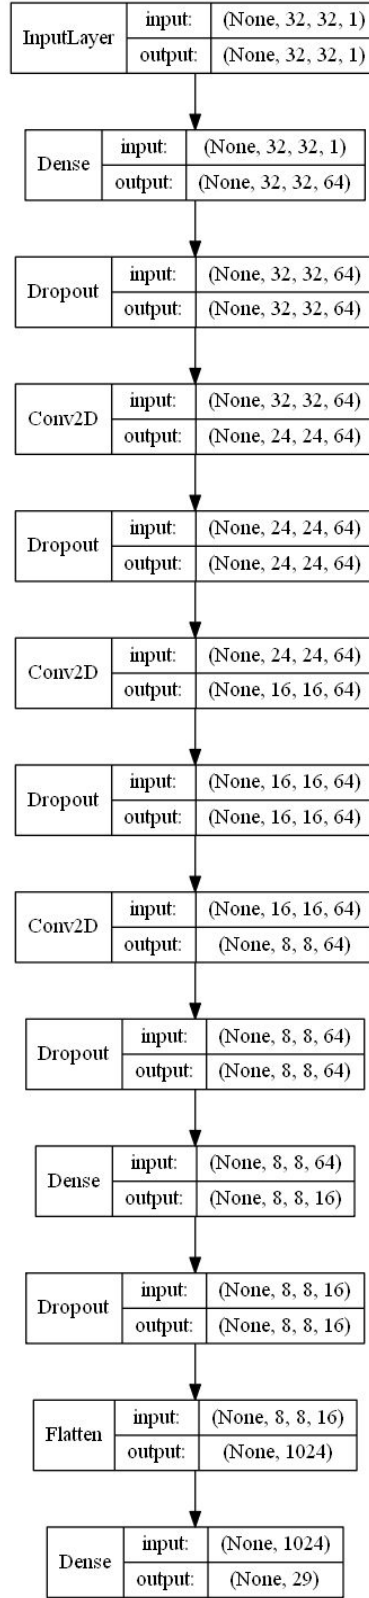 InputLayer
input: (None, 32, 32, 1)
output: (None, 32, 32, 1)
Dense
input: (None, 32, 32, 1)
output: (None, 32, 32, 64)
Dropout
input: (None, 32, 32, 64)
output: (None, 32, 32, 64)
Conv2D
input: (None, 32, 32, 64)
output: (None, 24, 24, 64)
Dropout
input: (None, 24, 24, 64)
output: (None, 24, 24, 64)
Conv2D
input: (None, 24, 24, 64)
output: (None, 16, 16, 64)
Dropout
input: (None, 16, 16, 64)
output: (None, 16, 16, 64)
Conv2D
input: (None, 16, 16, 64)
output: (None, 8, 8, 64)
Dropout
input: (None, 8, 8, 64)
output: (None, 8, 8, 64)
Dense
input: (None, 8, 8, 64)
output: (None, 8, 8, 16)
Dropout
input: (None, 8, 8, 16)
output: (None, 8, 8, 16)
Flatten
input: (None, 8, 8, 16)
output: (None, 1024)
Dense
input: (None, 1024)
output: (None, 29)